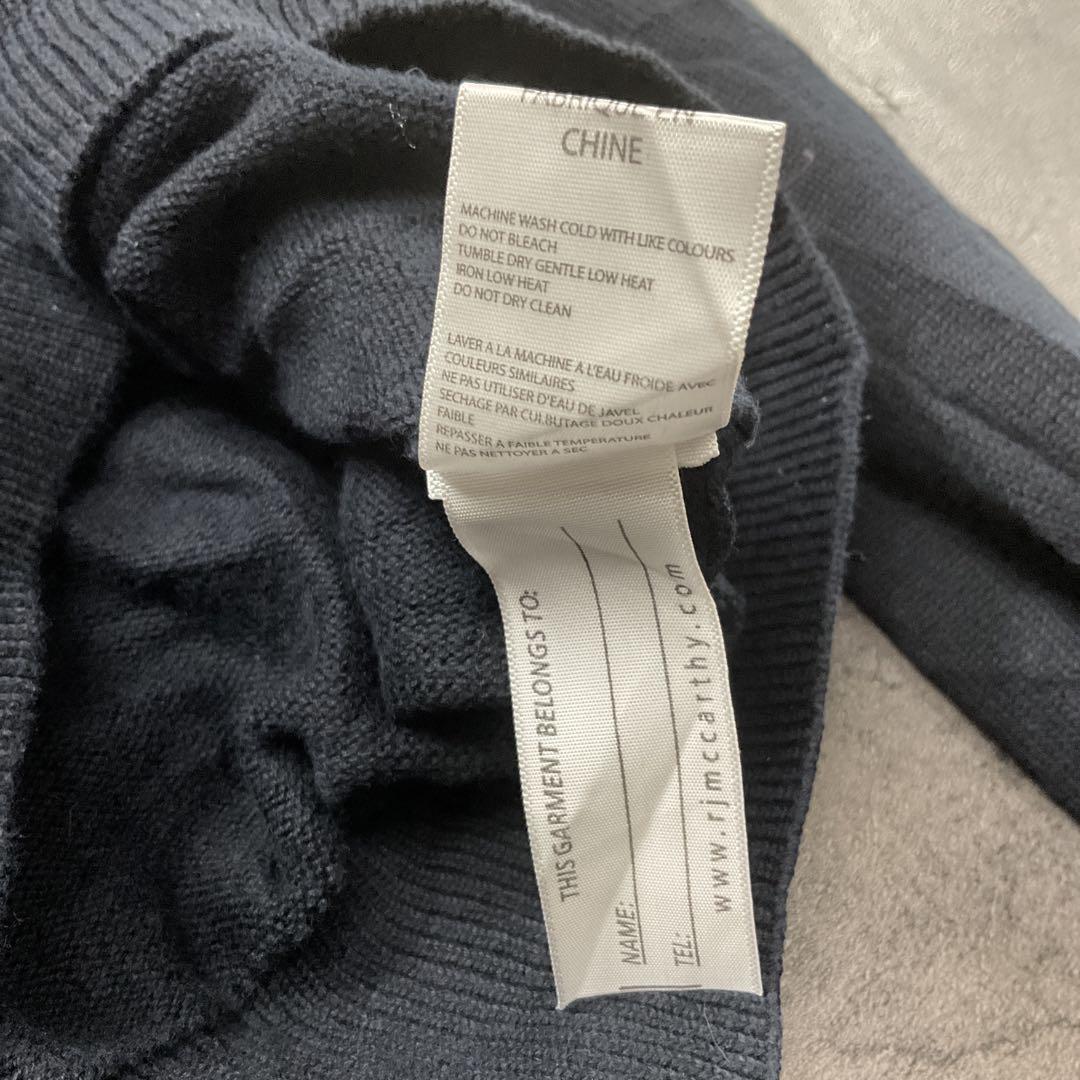 FABRIQUE EN
CHINE
MACHINE WASH COLD WITH LIKE COLOURS
DO NOT BLEACH
TUMBLE DRY GENTLE LOW HEAT
IRON LOW HEAT
DO NOT DRY CLEAN
LAVER A LA MACHINE A L'EAU FROIDE AVEC
COULEURS SIMILAIRES
NE PAS UTILISER D'EAU DE JAVEL
SECHAGE PAR CULBUTAGE DOUX CHALEUR
FAIBLE
REPASSER A FAIBLE TEMPERATURE
NE PAS NETTOYER A SEC
THIS GARMENT BELONGS TO:
NAME:
TEL:
www.rjmccarthy.com